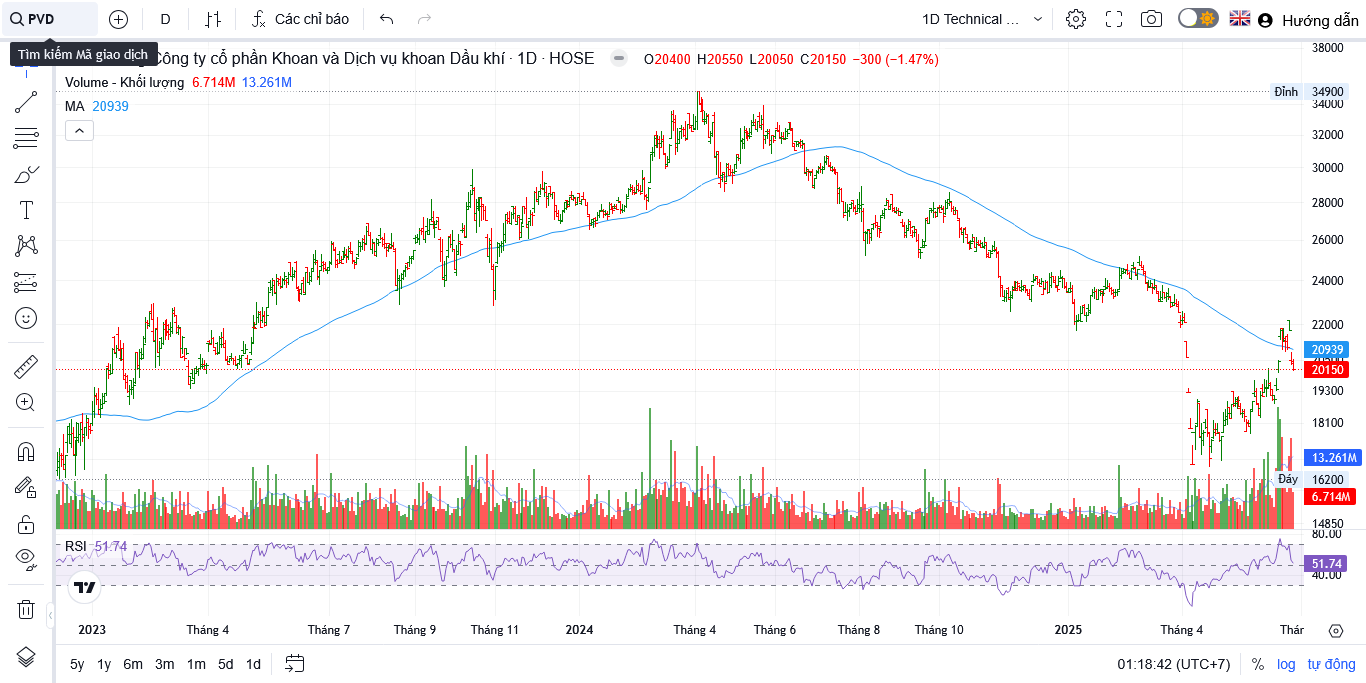 PVD
D
Các chỉ báo
1D Technical ...
Hướng dẫn
Tìm kiếm Mã giao dịch
Công ty cổ phần Khoan và Dịch vụ khoan Dầu khí · 1D · HOSE
O20400 H20550 L20050 C20150 −300 (−1.47%)
Volume - Khối lượng 6.714M 13.261M
MA 20939
38000
Đỉnh 34900
34000
32000
30000
28000
26000
24000
22000
20939
20150
19300
18100
13.261M
Đáy 16200
6.714M
14850
RSI 51.74
80.00
51.74
40.00
2023 Tháng 4 Tháng 7 Tháng 9 Tháng 11 2024 Tháng 4 Tháng 6 Tháng 8 Tháng 10 2025 Tháng 4 Thár
5y 1y 6m 3m 1m 5d 1d
01:18:42 (UTC+7) % log tự động